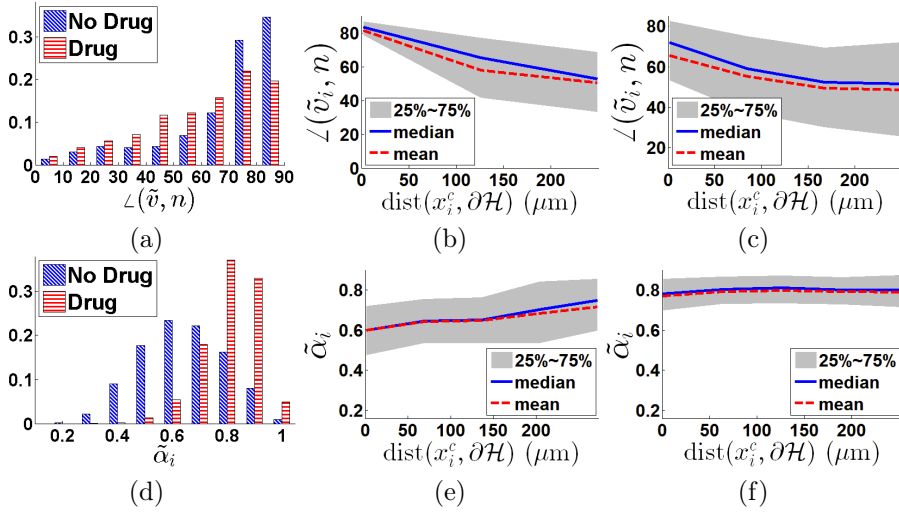 0.3
0.2
0.1
0
No Drug
Drug
0 10 20 30 40 50 60 70 80 90
∠(ṽ, n)
(a)
∠(ṽ_i, n)
80
60
40
20
0
25%~75%
median
mean
0 50 100 150 200
dist(x_i^c, ∂ℋ) (μm)
(b)
∠(ṽ_i, n)
80
60
40
20
25%~75%
median
mean
0 50 100 150 200
dist(x_i^c, ∂ℋ) (μm)
(c)
0.3
0.2
0.1
0
No Drug
Drug
0.2 0.4 0.6 0.8 1
α̃_i
(d)
α̃_i
0.8
0.6
0.4
0.2
25%~75%
median
mean
0 50 100 150 200 250
dist(x_i^c, ∂ℋ) (μm)
(e)
α̃_i
0.8
0.6
0.4
0.2
25%~75%
median
mean
0 50 100 150 200 250
dist(x_i^c, ∂ℋ) (μm)
(f)